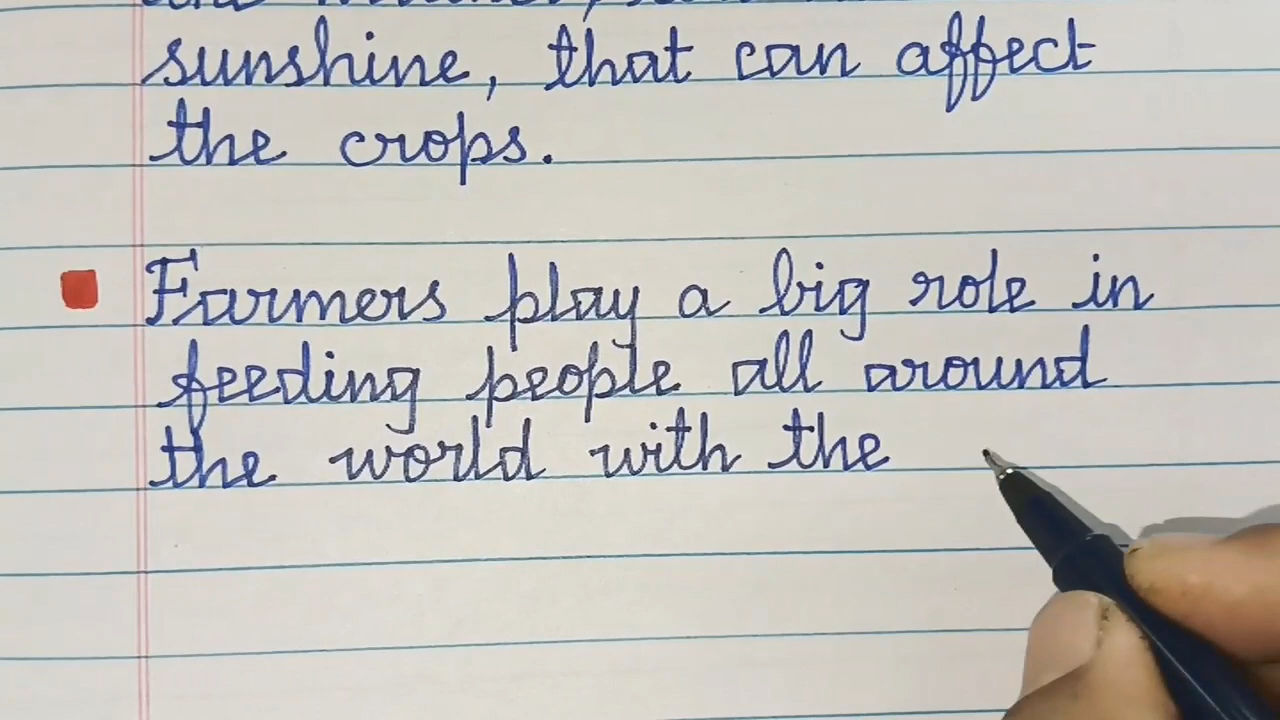 sunshine, that can affect
the crops.
Farmers play a big role in
feeding people all around
the world with the